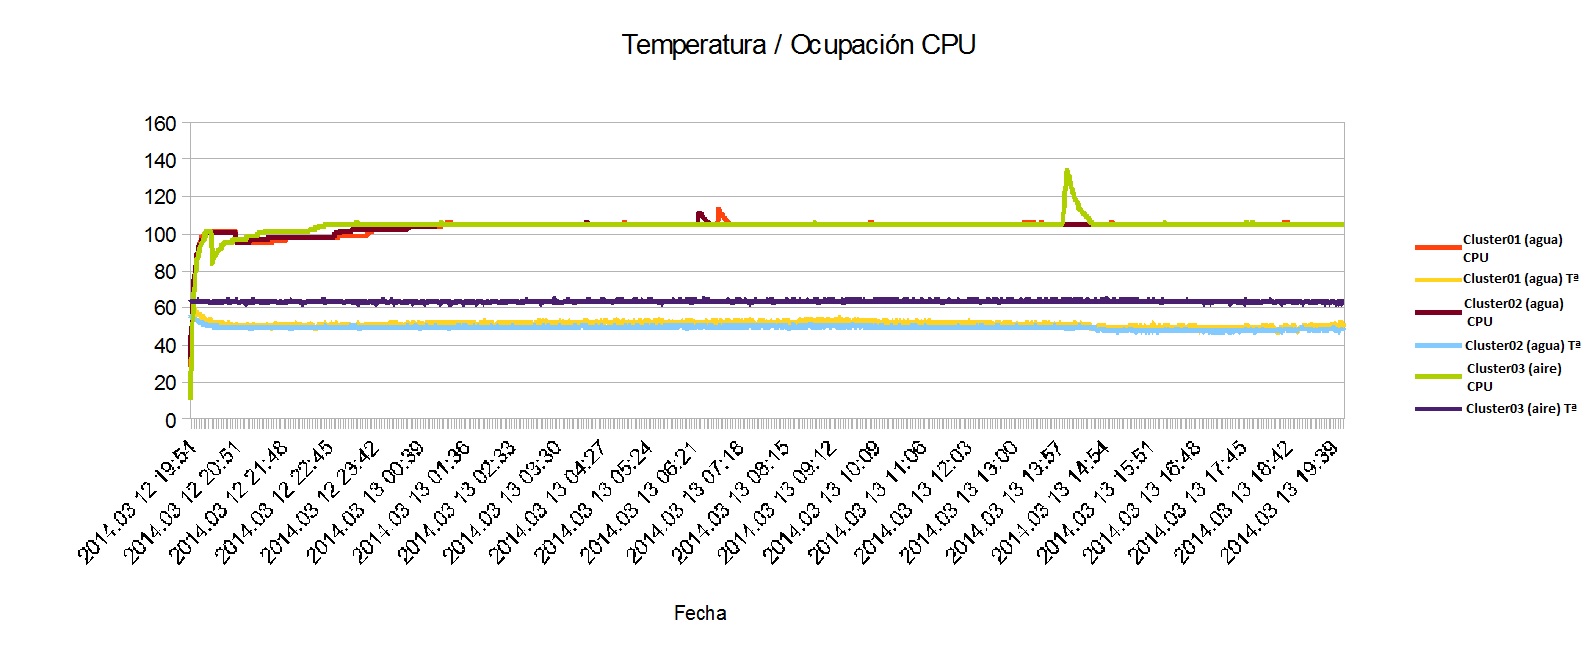 Temperatura / Ocupación CPU
160
140
120
100
80
60
40
20
0
2014.03 12 19:54
2014.03 12 20:51
2014.03 12 21:48
2014.03 12 22:45
2014.03 12 23:42
2014.03 13 00:39
2014.03 13 01:36
2014.03 13 02:33
2014.03 13 03:30
2014.03 13 04:27
2014.03 13 05:24
2014.03 13 06:21
2014.03 13 07:18
2014.03 13 08:15
2014.03 13 09:12
2014.03 13 10:09
2014.03 13 11:06
2014.03 13 12:03
2014.03 13 13:00
2014.03 13 13:57
2014.03 13 14:54
2014.03 13 15:51
2014.03 13 16:48
2014.03 13 17:45
2014.03 13 18:42
2014.03 13 19:39
Fecha
Cluster01 (agua)
CPU
Cluster01 (agua) Tª
Cluster02 (agua)
CPU
Cluster02 (agua) Tª
Cluster03 (aire)
CPU
Cluster03 (aire) Tª